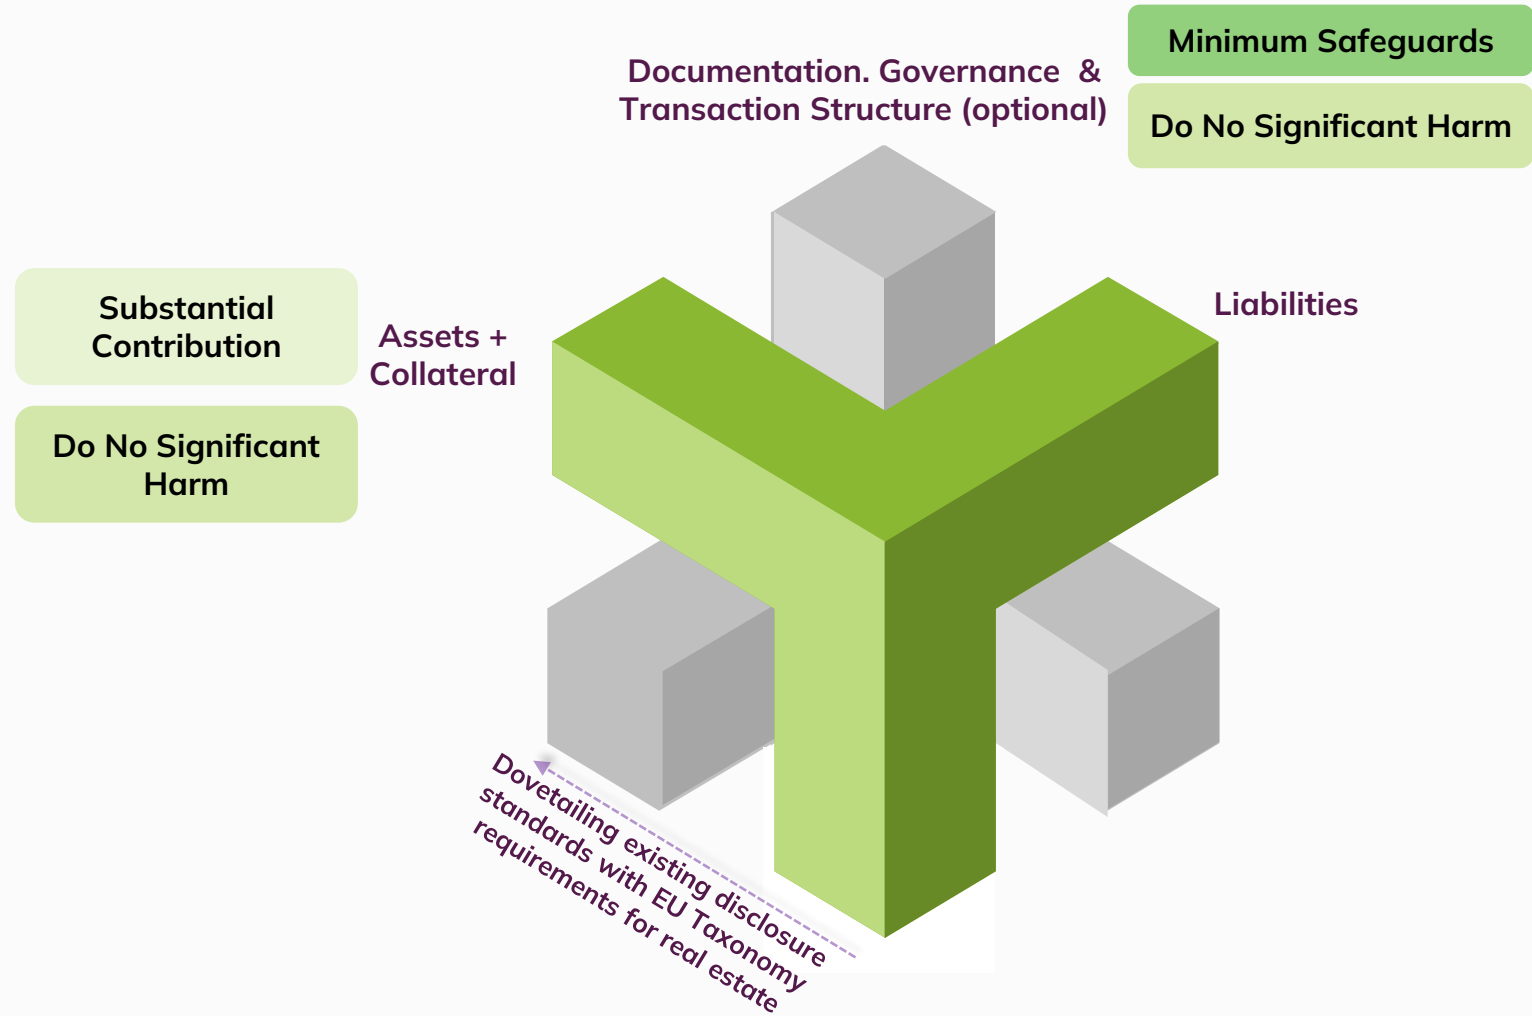 Minimum Safeguards
Documentation. Governance  &
Transaction Structure (optional)
Do No Significant Harm
Substantial
Contribution
Assets +
Collateral
Liabilities
Do No Significant
Harm
Dovetailing existing disclosure
standards with EU Taxonomy
requirements for real estate